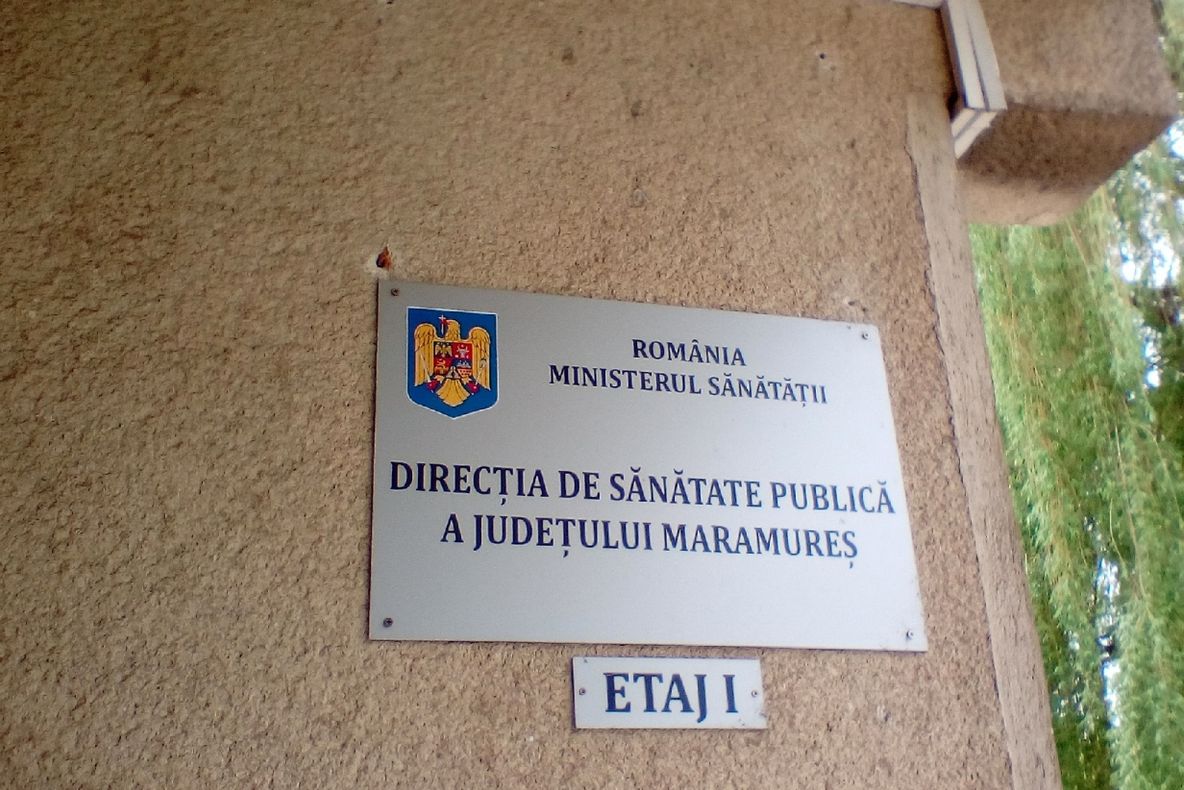 ROMÂNIA
MINISTERUL SĂNĂTĂȚII
DIRECȚIA DE SĂNĂTATE PUBLICĂ
A JUDEȚULUI MARAMUREȘ
ETAJ I